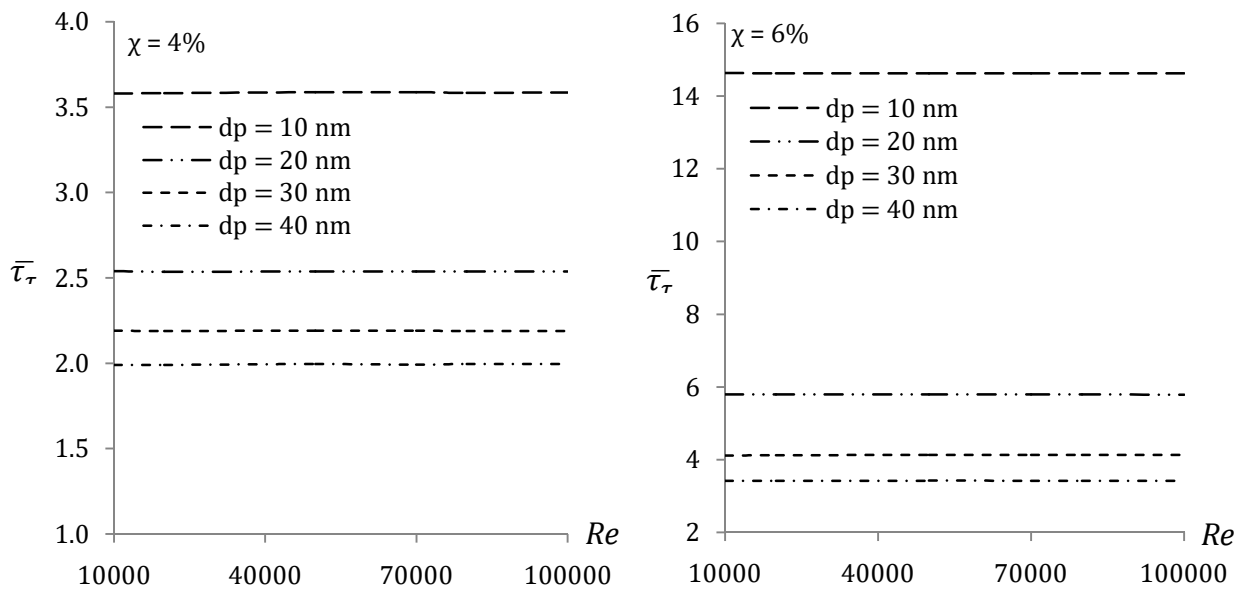 4.0
χ = 4%
3.5
dp = 10 nm
dp = 20 nm
3.0
dp = 30 nm
dp = 40 nm
2.5
τ̅_τ
2.0
1.5
1.0
Re
10000 40000 70000 100000
16
χ = 6%
14
dp = 10 nm
dp = 20 nm
12
dp = 30 nm
dp = 40 nm
10
8
τ̅_τ
6
4
2
Re
10000 40000 70000 100000